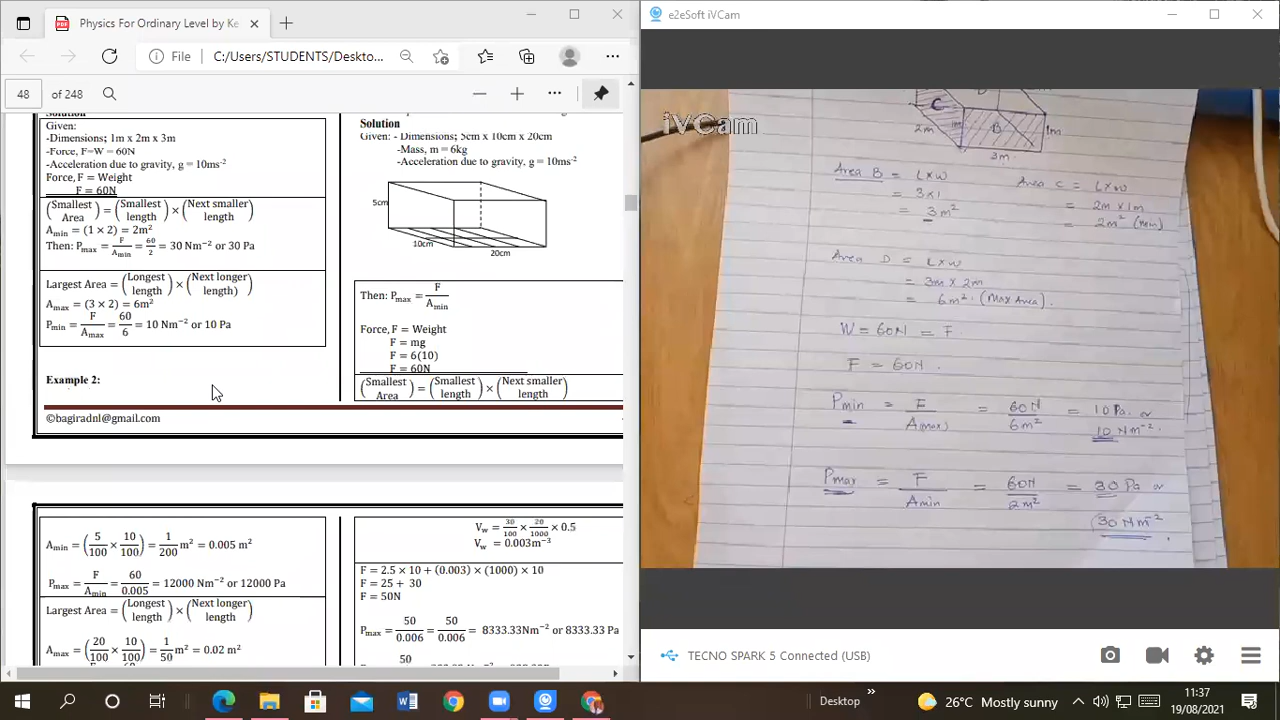 Physics For Ordinary Level by Ke
File
C:/Users/STUDENTS/Deskto...
48 of 248
Solution
Given:
-Dimensions; 1m x 2m x 3m
-Force, F=W = 60N
-Acceleration due to gravity, g = 10ms⁻²
Force, F = Weight
F = 60N
(Smallest Area) = (Smallest length) × (Next smaller length)
Amin = (1 × 2) = 2m²
Then: Pmax = F/Amin = 60/2 = 30 Nm⁻² or 30 Pa
Largest Area = (Longest length) × (Next longer length)
Amax = (3 × 2) = 6m²
Pmin = F/Amax = 60/6 = 10 Nm⁻² or 10 Pa
Example 2:
©bagiradnl@gmail.com
Solution
Given: - Dimensions; 5cm x 10cm x 20cm
-Mass, m = 6kg
-Acceleration due to gravity, g = 10ms⁻²
5cm
10cm
20cm
Then: Pmax = F/Amin
Force, F = Weight
F = mg
F = 6(10)
F = 60N
(Smallest Area) = (Smallest length) × (Next smaller length)
Amin = (5/100 × 10/100) = 1/200 m² = 0.005 m²
Pmax = F/Amin = 60/0.005 = 12000 Nm⁻² or 12000 Pa
Largest Area = (Longest length) × (Next longer length)
Amax = (20/100 × 10/100) = 1/50 m² = 0.02 m²
Vw = 30/100 × 20/1000 × 0.5
Vw = 0.003m⁻³
F = 2.5 × 10 + (0.003) × (1000) × 10
F = 25 + 30
F = 50N
Pmax = 50/0.006 = 50/0.006 = 8333.33Nm⁻² or 8333.33 Pa
50
e2eSoft iVCam
iVCam
C
B
2m
1m
1m
3m
Area B = L×W
= 3×1
= 3m²
Area C = L×W
= 2m×1m
= 2m² (min)
Area D = L×W
= 3m × 2m
= 6m² (Max Area).
W = 60N = F
F = 60N.
Pmin = F/A(max) = 60N/6m² = 10 Pa. or
10 Nm⁻².
Pmax = F/Amin = 60N/2m² = 30 Pa or
30 Nm⁻².
TECNO SPARK 5 Connected (USB)
Desktop
26°C Mostly sunny
11:37
19/08/2021